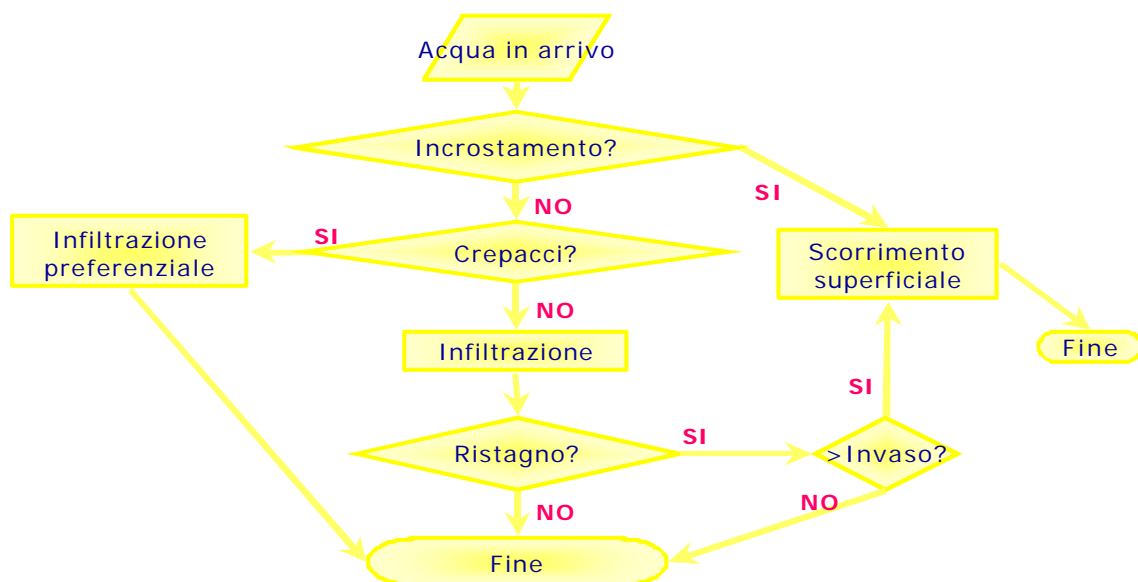 Acqua in arrivo
Incrostamento?
SI
NO
Infiltrazione
preferenziale
SI
Crepacci?
Scorrimento
superficiale
NO
Infiltrazione
Fine
SI
Ristagno?
SI
>Invaso?
NO
NO
Fine